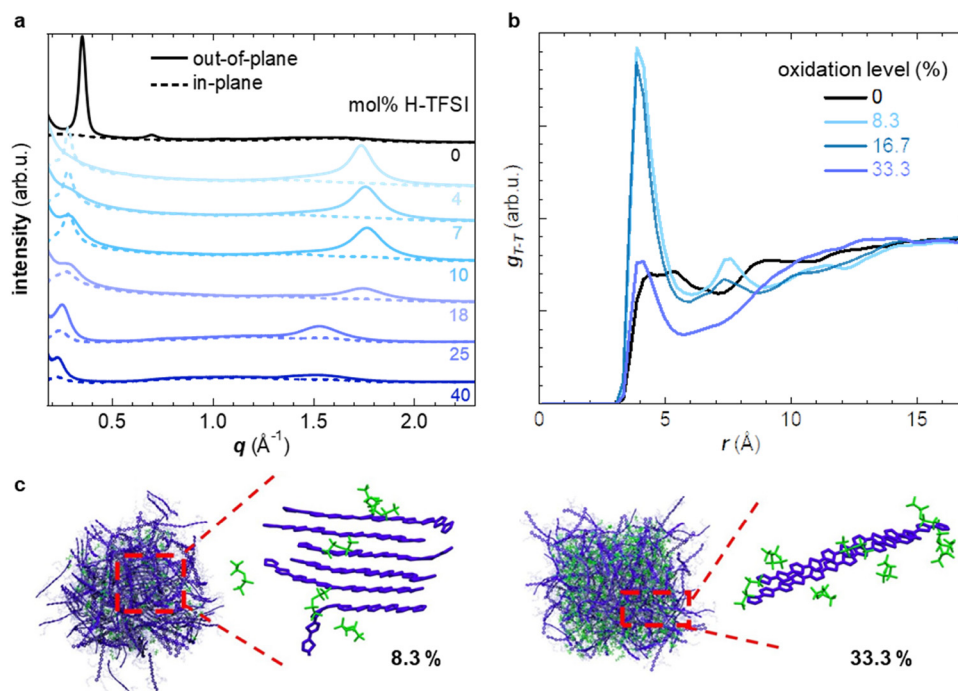 a
out-of-plane
in-plane
mol% H-TFSI
0
4
7
10
18
25
40
intensity (arb.u.)
0.5
1.0
1.5
2.0
q (Å⁻¹)
b
oxidation level (%)
0
8.3
16.7
33.3
g_T-T (arb.u.)
0
5
10
15
r (Å)
c
8.3 %
33.3 %